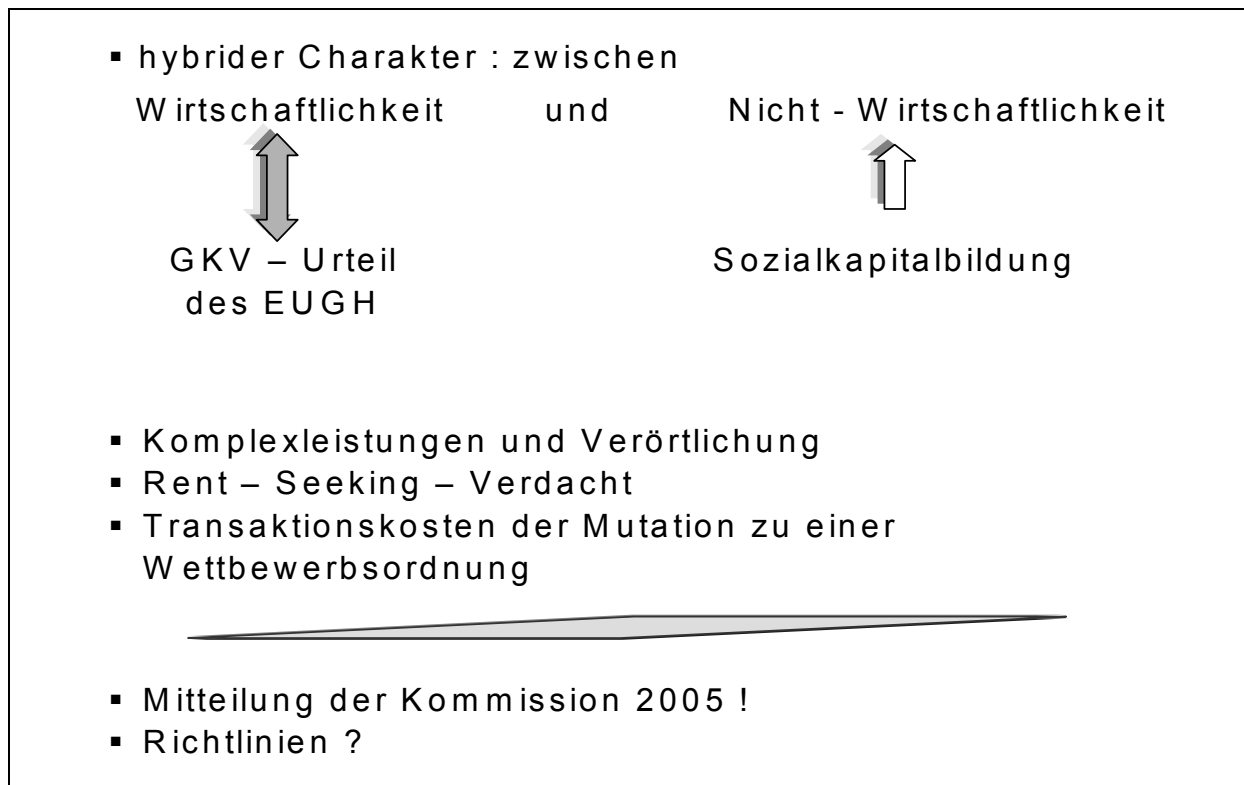 ▪ hybrider Charakter : zwischen
Wirtschaftlichkeit und Nicht - Wirtschaftlichkeit
GKV – Urteil Sozialkapitalbildung
des EUGH
▪ Komplexleistungen und Verörtlichung
▪ Rent – Seeking – Verdacht
▪ Transaktionskosten der Mutation zu einer
Wettbewerbsordnung
▪ Mitteilung der Kommission 2005 !
▪ Richtlinien ?